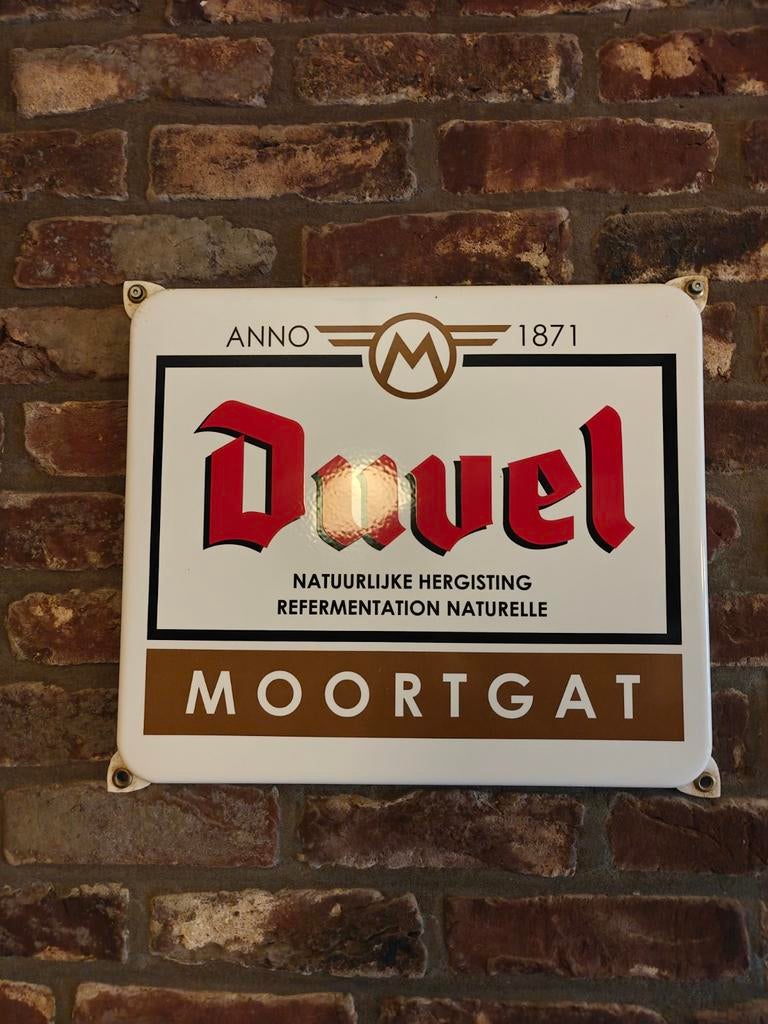 ANNO M 1871
Duvel
NATUURLIJKE HERGISTING
REFERMENTATION NATURELLE
MOORTGAT